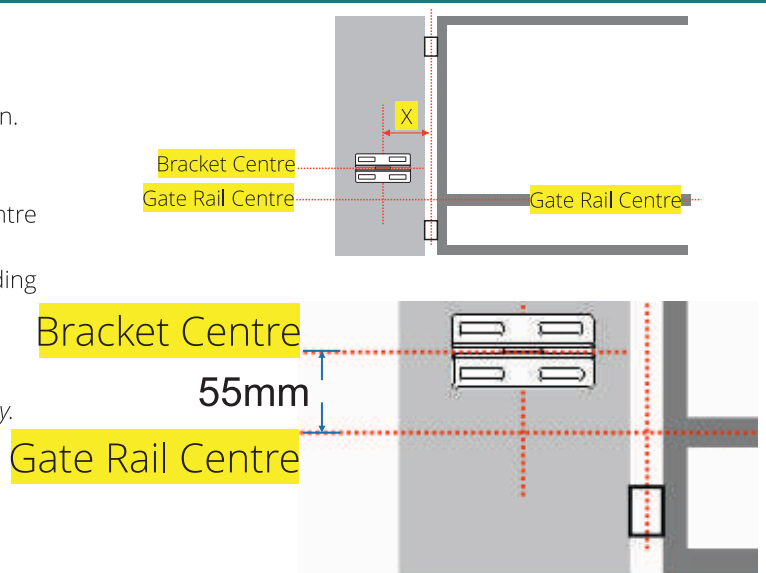 n.
X
Bracket Centre
Gate Rail Centre
Gate Rail Centre
ntre
ding
Bracket Centre
55mm
y.
Gate Rail Centre